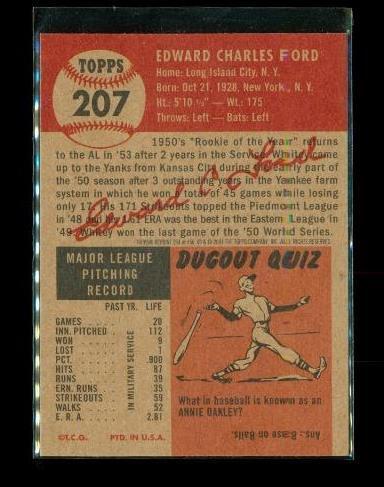 TOPPS
207
EDWARD CHARLES FORD
Home: Long Island City, N. Y.
Born: Oct 21, 1928, New York, N. Y.
Ht.: 5'10 ½" — Wt.: 175
Throws: Left — Bats: Left
1950's "Rookie of the Year" returns
to the AL in '53 after 2 years in the Service. Whitey came
up to the Yanks from Kansas City during the early part of
the '50 season after 3 outstanding years in the Yankee farm
system in which he won a total of 45 games while losing
only 17. His 171 Strikeouts topped the Piedmont League in
'48 and his ERA was the best in the Eastern League in
'49. Whitey won the last game of the '50 World Series.
Edward C. Ford
MAJOR LEAGUE
PITCHING
RECORD
PAST YR. LIFE
GAMES 20
INN. PITCHED 112
WON 9
LOST 1
PCT. .900
HITS 87
RUNS 39
ERN. RUNS 35
STRIKEOUTS 59
WALKS 52
E. R. A. 2.81
IN MILITARY SERVICE
©T.C.G. PTD. IN U.S.A.
DUGOUT QUIZ
What in baseball is known as an
ANNIE OAKLEY?
Ans.: Base on Balls.